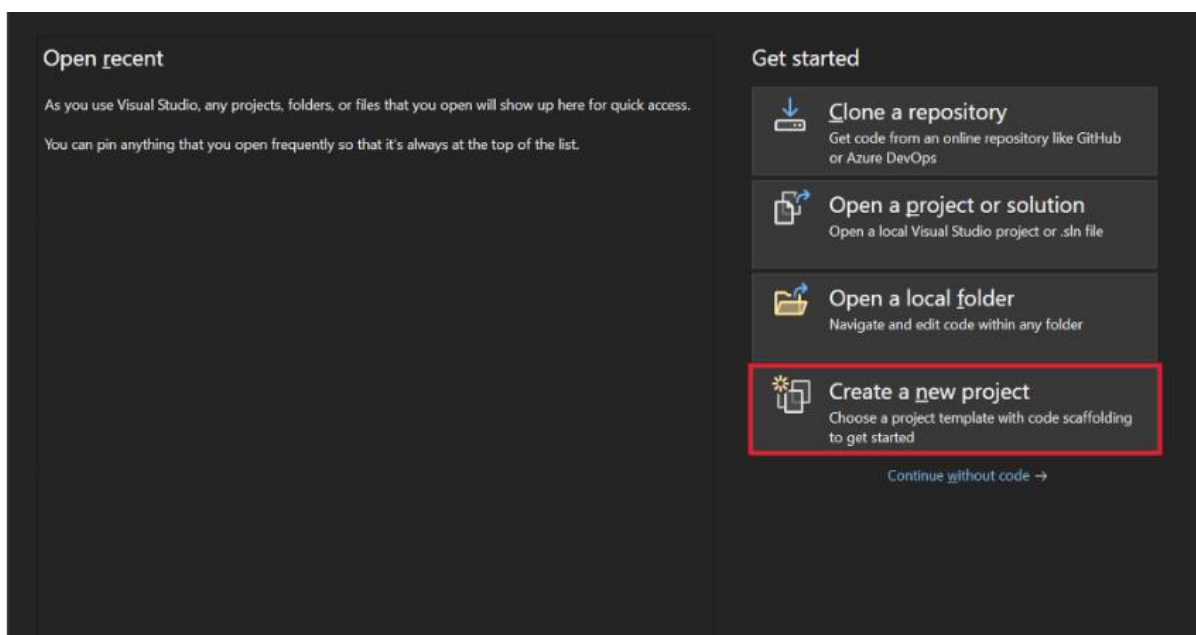 Open recent
As you use Visual Studio, any projects, folders, or files that you open will show up here for quick access.
You can pin anything that you open frequently so that it's always at the top of the list.
Get started
Clone a repository
Get code from an online repository like GitHub
or Azure DevOps
Open a project or solution
Open a local Visual Studio project or .sln file
Open a local folder
Navigate and edit code within any folder
Create a new project
Choose a project template with code scaffolding
to get started
Continue without code →